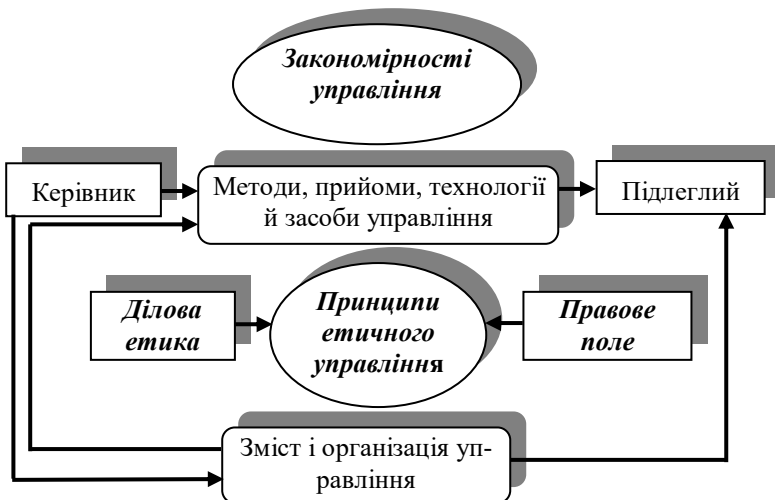 Закономірності
управління
Керівник
Методи, прийоми, технології
й засоби управління
Підлеглий
Ділова
етика
Принципи
етичного
управління
Правове
поле
Зміст і організація уп-
равління